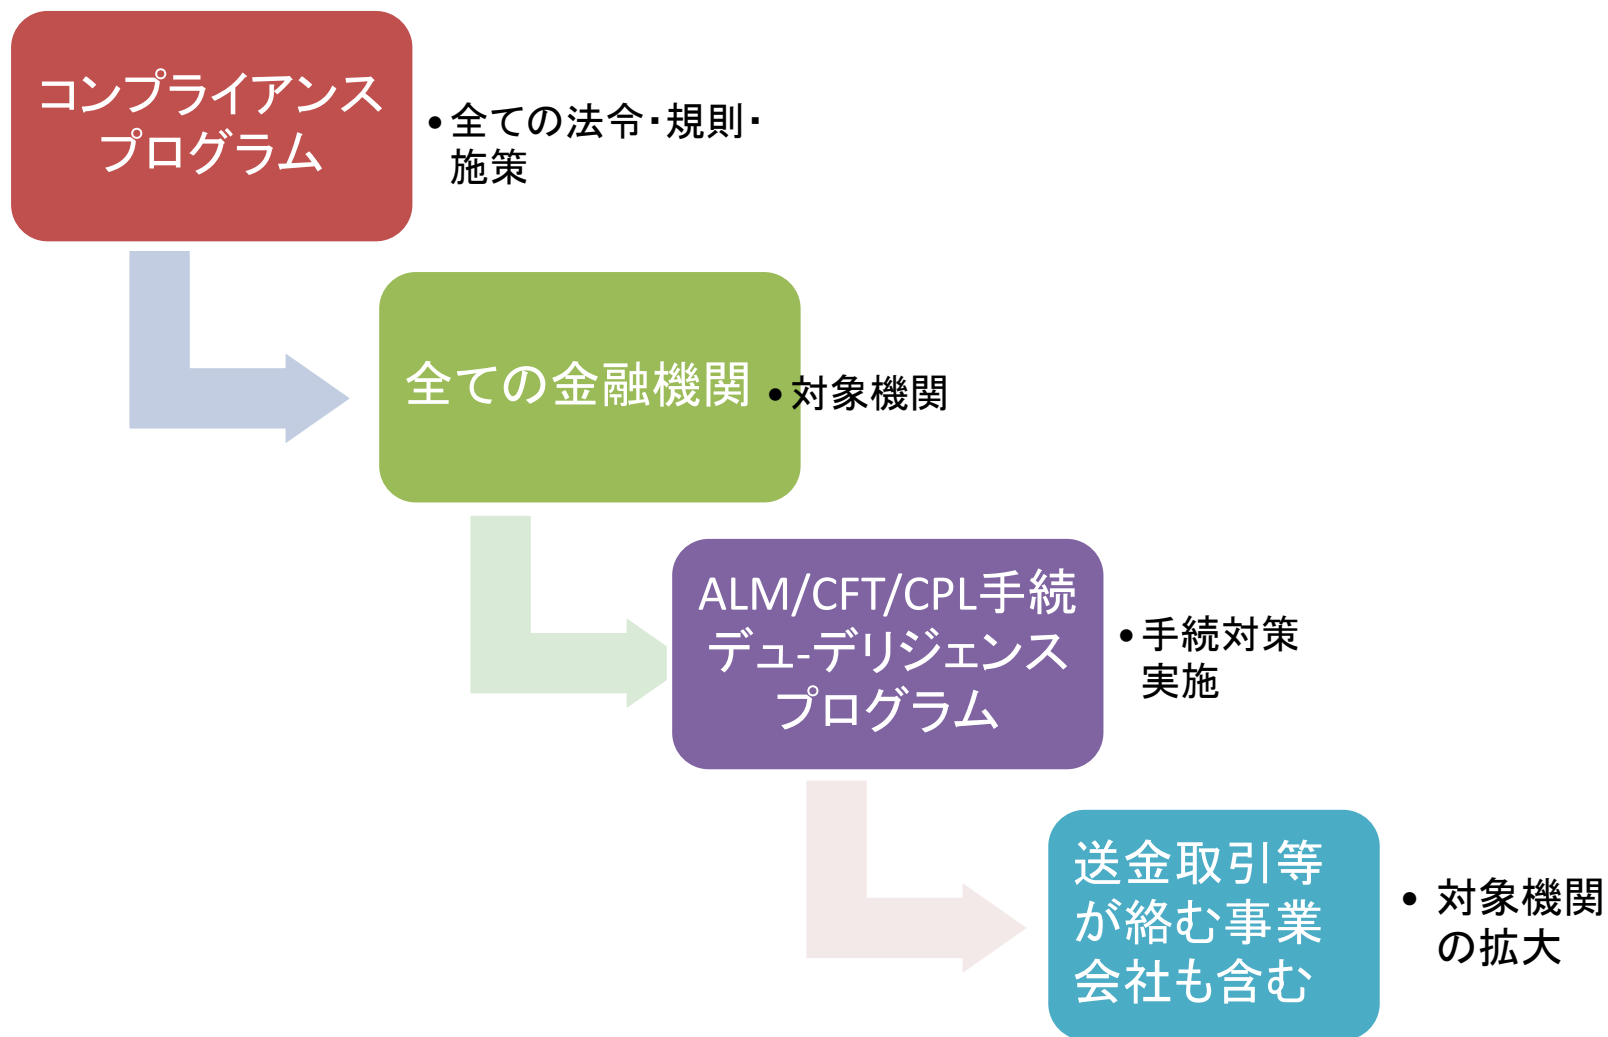 コンプライアンス
プログラム
•全ての法令・規則・
施策
全ての金融機関
•対象機関
ALM/CFT/CPL手続
デュ-デリジェンス
プログラム
•手続対策
実施
送金取引等
が絡む事業
会社も含む
• 対象機関
の拡大